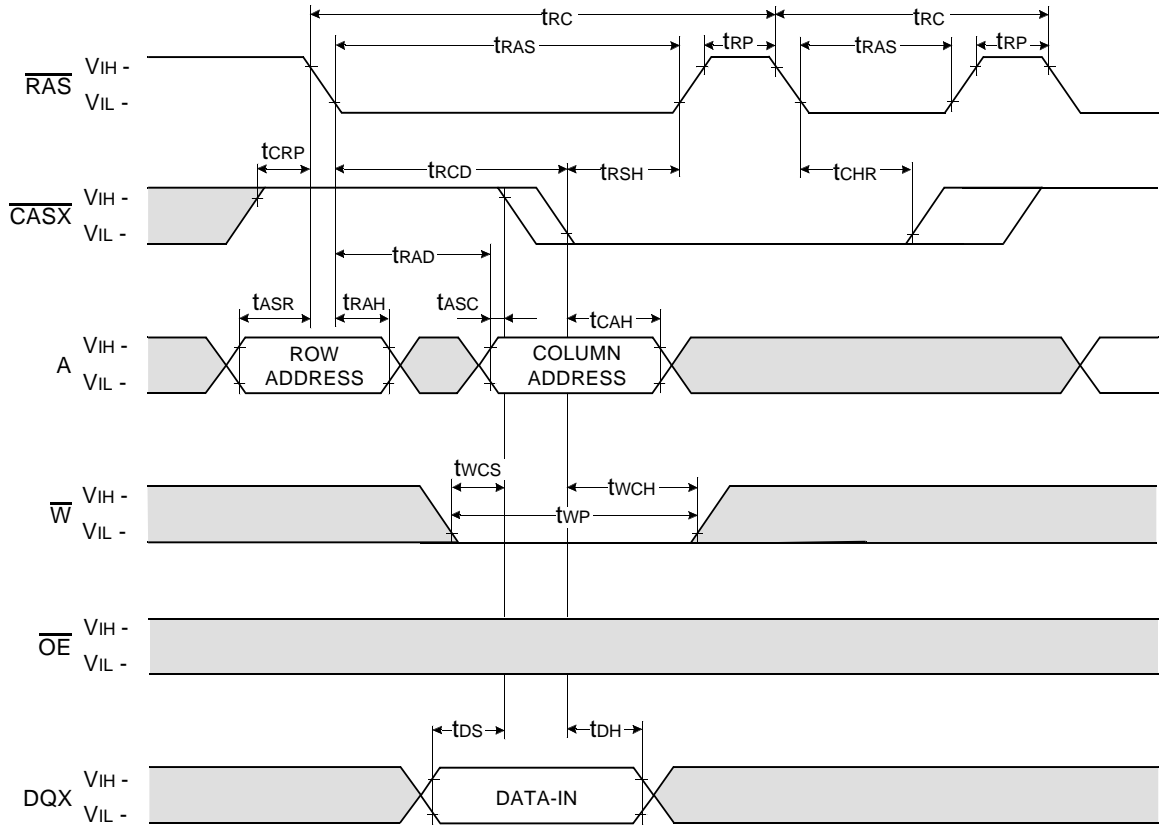 tRC tRC
tRAS tRP tRAS tRP
RAS VIH -
VIL -
tCRP tRCD tRSH tCHR
CASX VIH -
VIL -
tRAD
tASR tRAH tASC tCAH
A VIH -
VIL -
ROW
ADDRESS
COLUMN
ADDRESS
tWCS tWCH
tWP
W VIH -
VIL -
OE VIH -
VIL -
tDS tDH
DQX VIH -
VIL -
DATA-IN